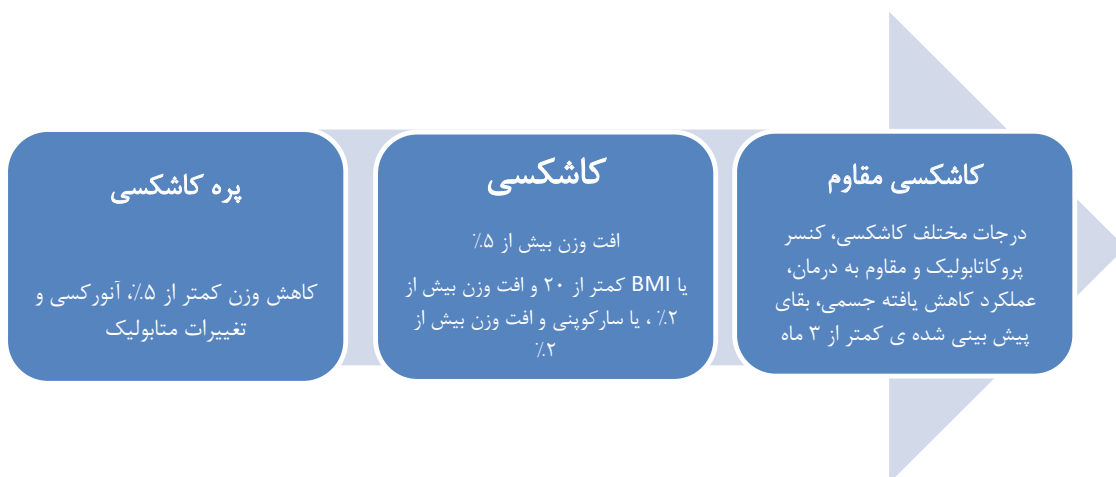 پره کاشکسی
کاهش وزن کمتر از ۵٪، آنورکسی و
تغییرات متابولیک
کاشکسی
افت وزن بیش از ۵٪
یا BMI کمتر از ۲۰ و افت وزن بیش از
۲٪ ، یا سارکوپنی و افت وزن بیش از
۲٪
کاشکسی مقاوم
درجات مختلف کاشکسی، کنسر
پروکاتابولیک و مقاوم به درمان،
عملکرد کاهش یافته جسمی، بقای
پیش بینی شده ی کمتر از ۳ ماه